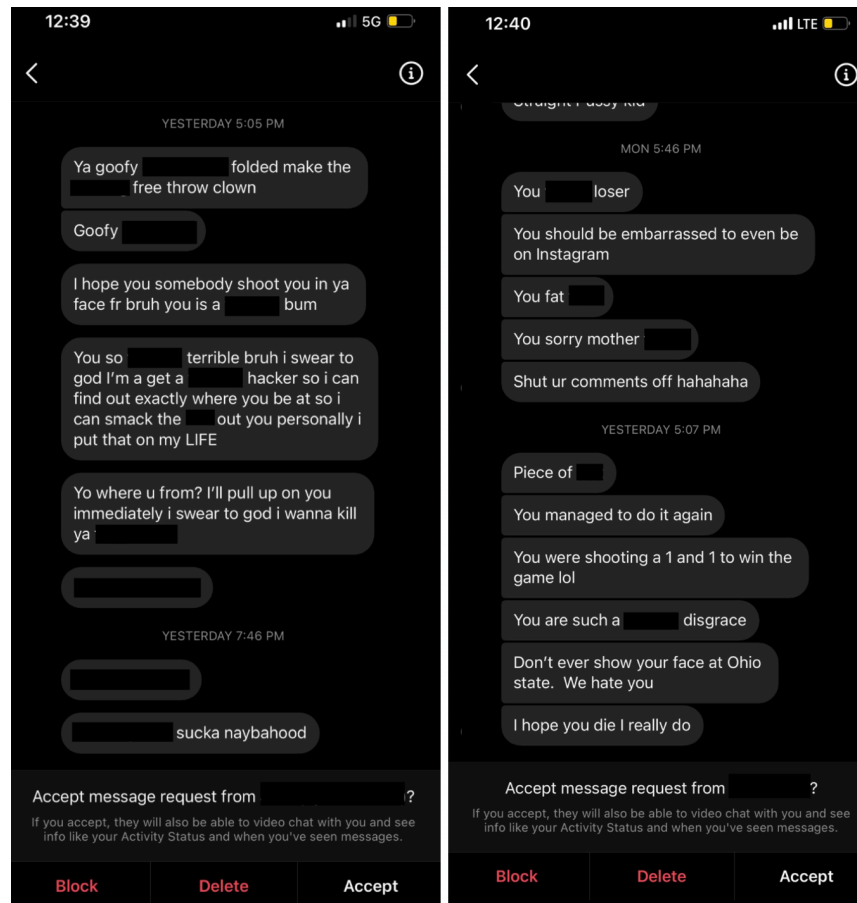 12:39
5G
YESTERDAY 5:05 PM
Ya goofy folded make the
free throw clown
Goofy
I hope you somebody shoot you in ya
face fr bruh you is a bum
You so terrible bruh i swear to
god I'm a get a hacker so i can
find out exactly where you be at so i
can smack the out you personally i
put that on my LIFE
Yo where u from? I'll pull up on you
immediately i swear to god i wanna kill
ya
YESTERDAY 7:46 PM
sucka naybahood
Accept message request from ?
If you accept, they will also be able to video chat with you and see
info like your Activity Status and when you've seen messages.
Block Delete Accept
12:40
LTE
MON 5:46 PM
You loser
You should be embarrassed to even be
on Instagram
You fat
You sorry mother
Shut ur comments off hahahaha
YESTERDAY 5:07 PM
Piece of
You managed to do it again
You were shooting a 1 and 1 to win the
game lol
You are such a disgrace
Don't ever show your face at Ohio
state. We hate you
I hope you die I really do
Accept message request from ?
If you accept, they will also be able to video chat with you and see
info like your Activity Status and when you've seen messages.
Block Delete Accept